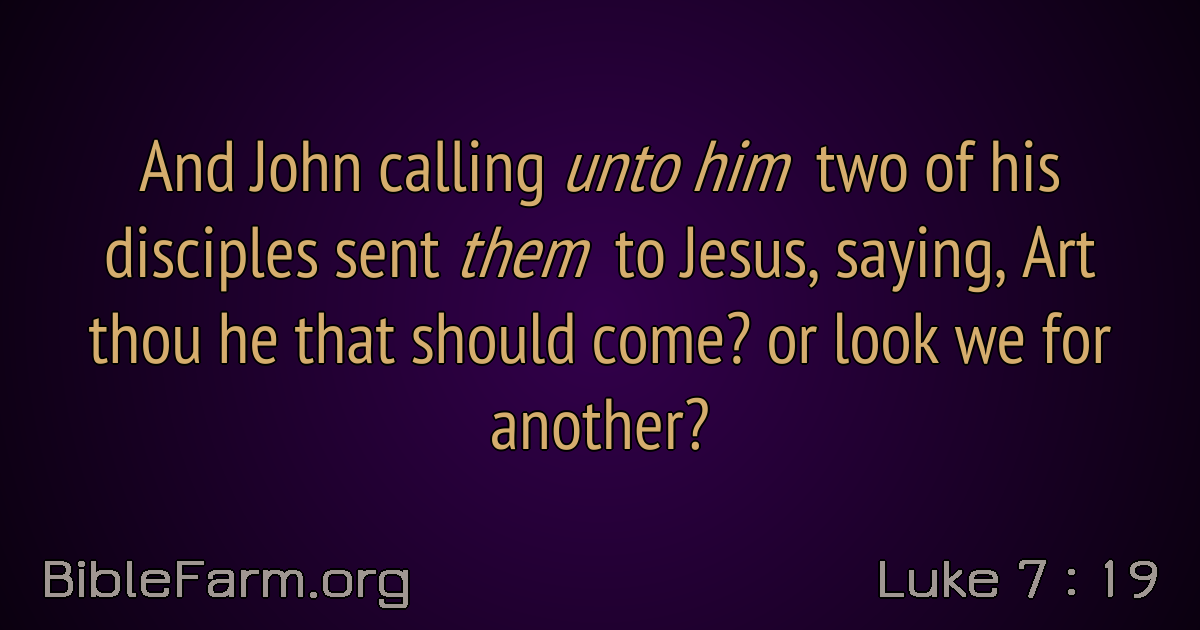 And John calling unto him two of his
disciples sent them to Jesus, saying, Art
thou he that should come? or look we for
another?
BibleFarm.org
Luke 7 : 19